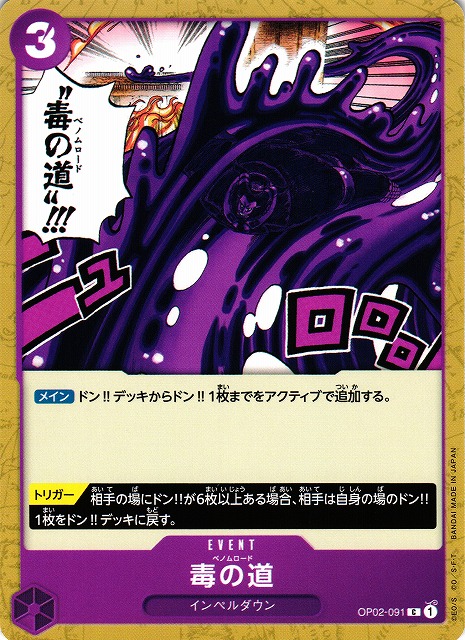 3
"毒の道"!!!
ベノムロード
ュ
ロロ
メイン ドン!!デッキからドン!!1枚までをアクティブで追加する。
トリガー 相手の場にドン!!が6枚以上ある場合、相手は自身の場のドン!!
1枚をドン!!デッキに戻す。
EVENT
ベノムロード
毒の道
インペルダウン
OP02-091 C 1
©E.O/S. ©O./S.・F・T. BANDAI MADE IN JAPAN